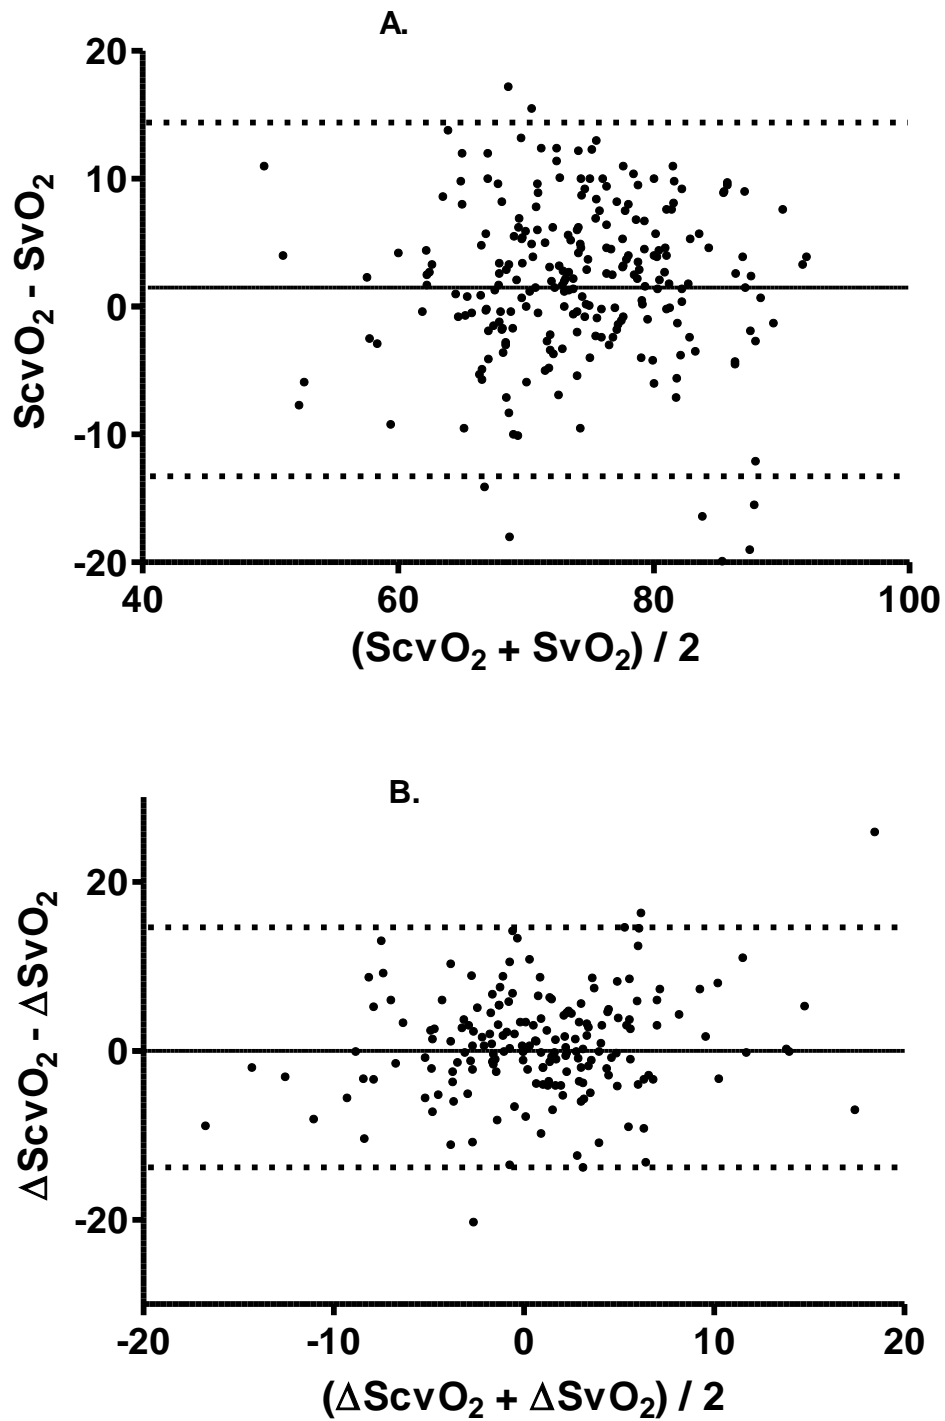 A.
20
10
0
-10
-20
ScvO₂ - SvO₂
40 60 80 100
(ScvO₂ + SvO₂) / 2
B.
20
0
-20
ΔScvO₂ - ΔSvO₂
-20 -10 0 10 20
(ΔScvO₂ + ΔSvO₂) / 2